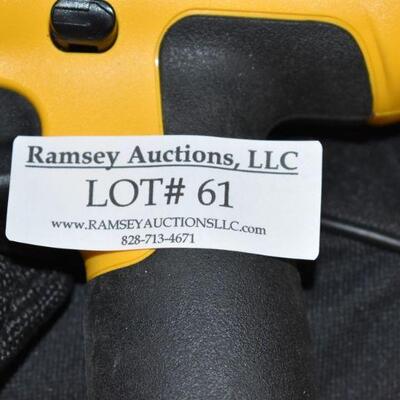 Ramsey Auctions, LLC
LOT# 61
www.RAMSEYAUCTIONSLLC.com
828-713-4671